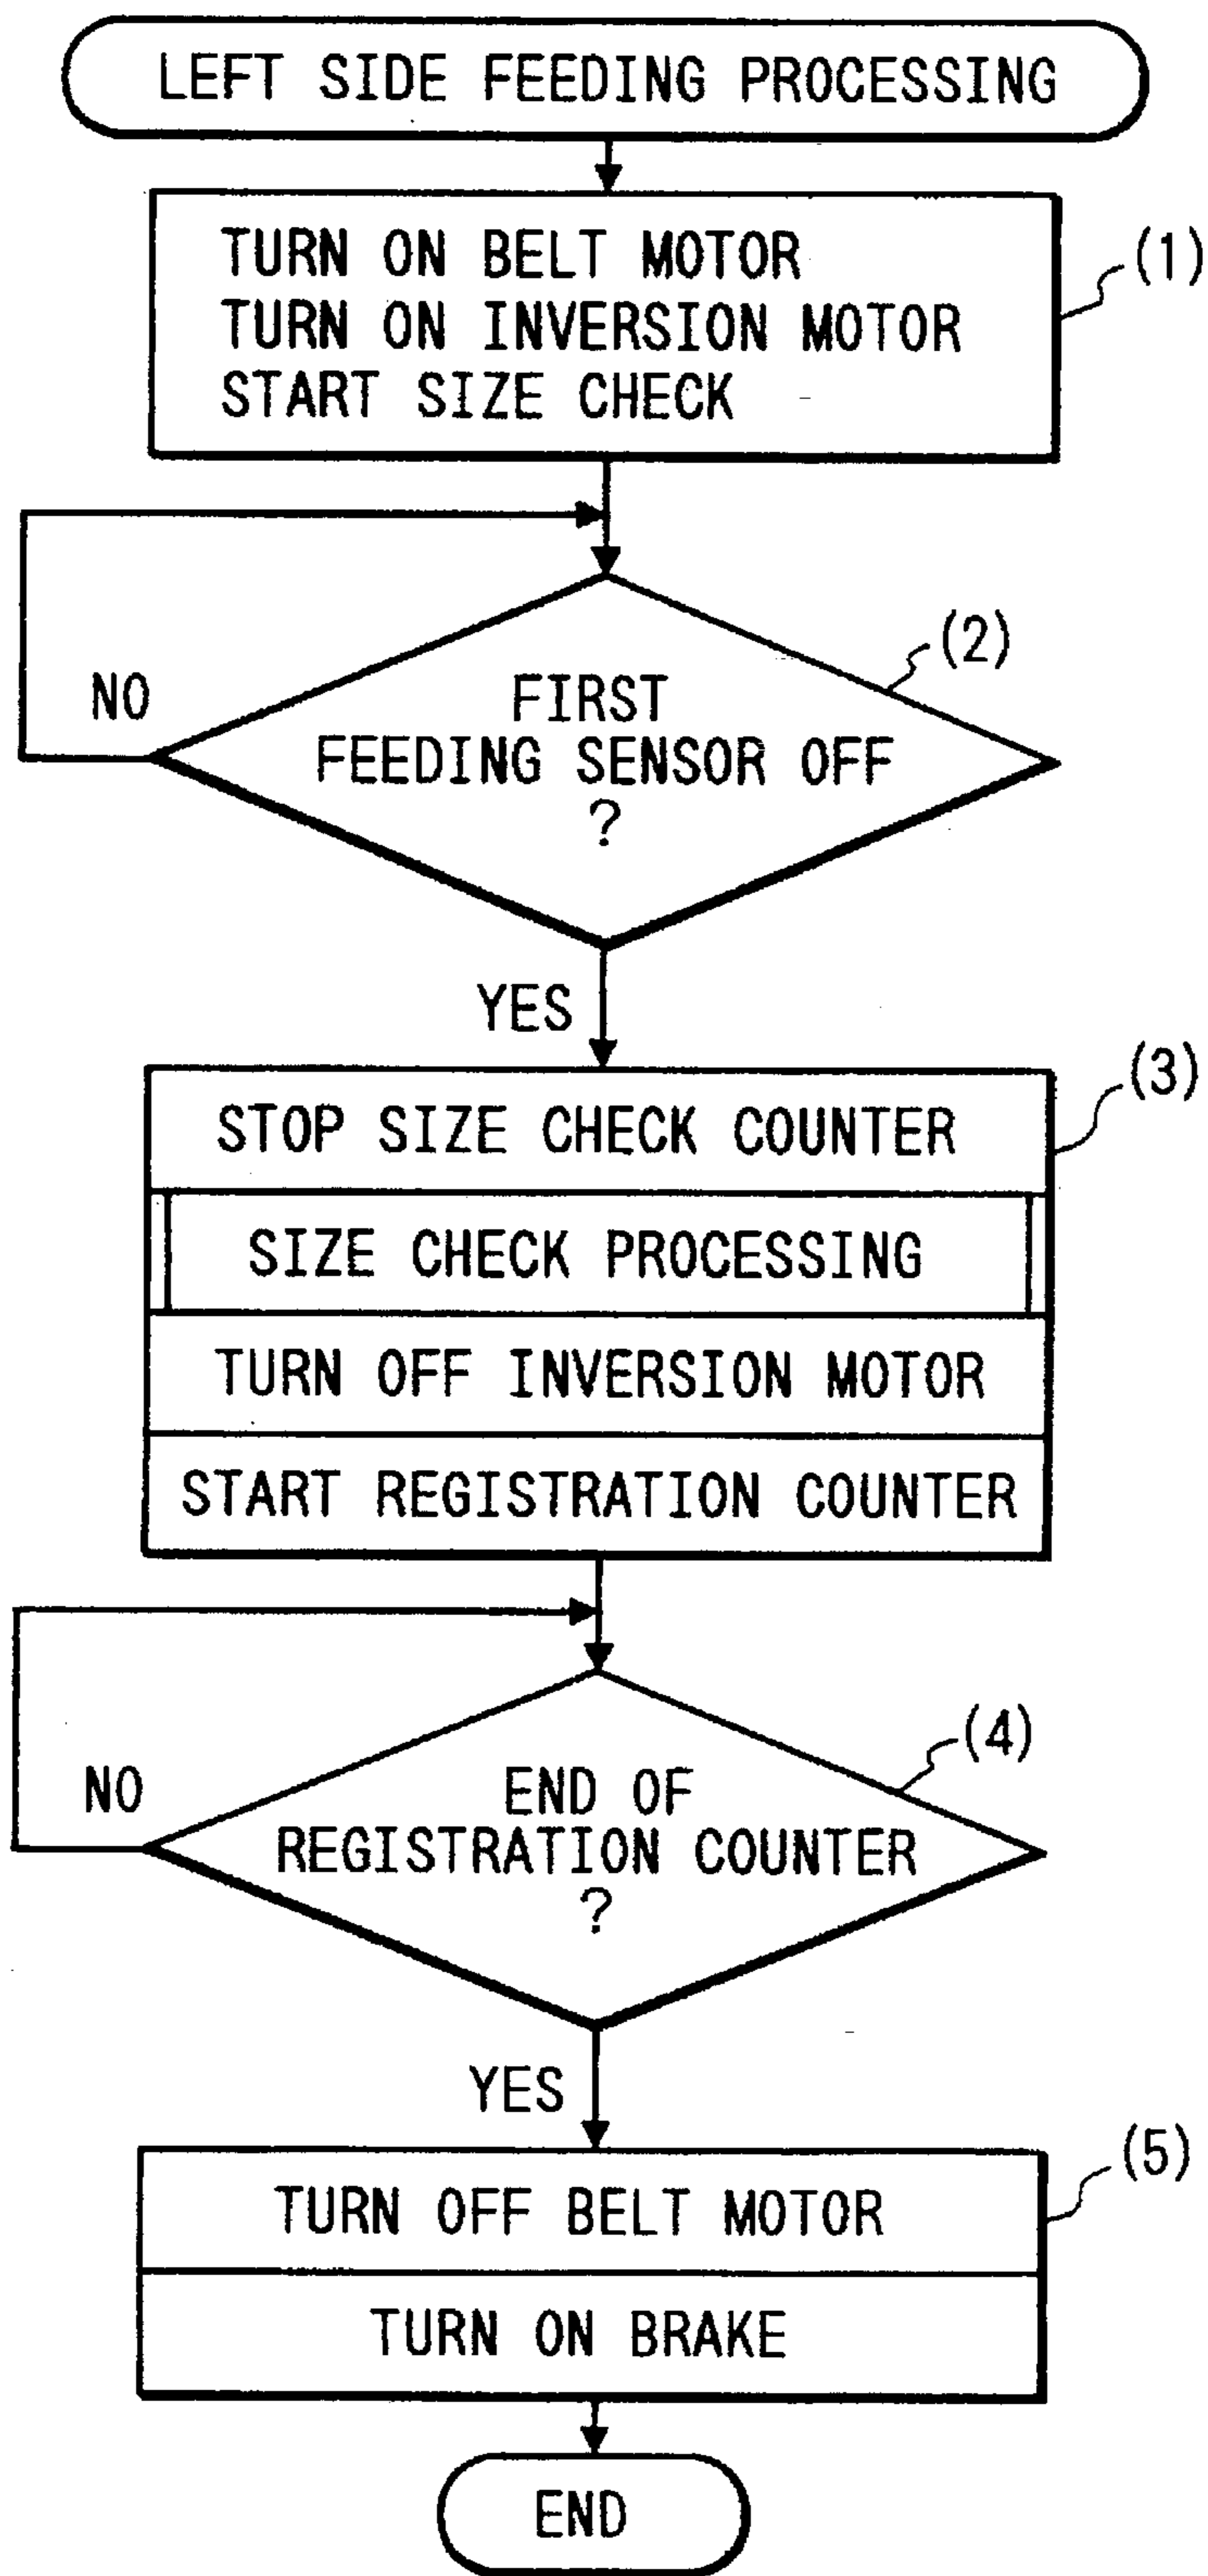 LEFT SIDE FEEDING PROCESSING
TURN ON BELT MOTOR
TURN ON INVERSION MOTOR
START SIZE CHECK
(1)
FIRST
FEEDING SENSOR OFF
?
(2)
NO
YES
STOP SIZE CHECK COUNTER
(3)
SIZE CHECK PROCESSING
TURN OFF INVERSION MOTOR
START REGISTRATION COUNTER
END OF
REGISTRATION COUNTER
?
(4)
NO
YES
TURN OFF BELT MOTOR
(5)
TURN ON BRAKE
END